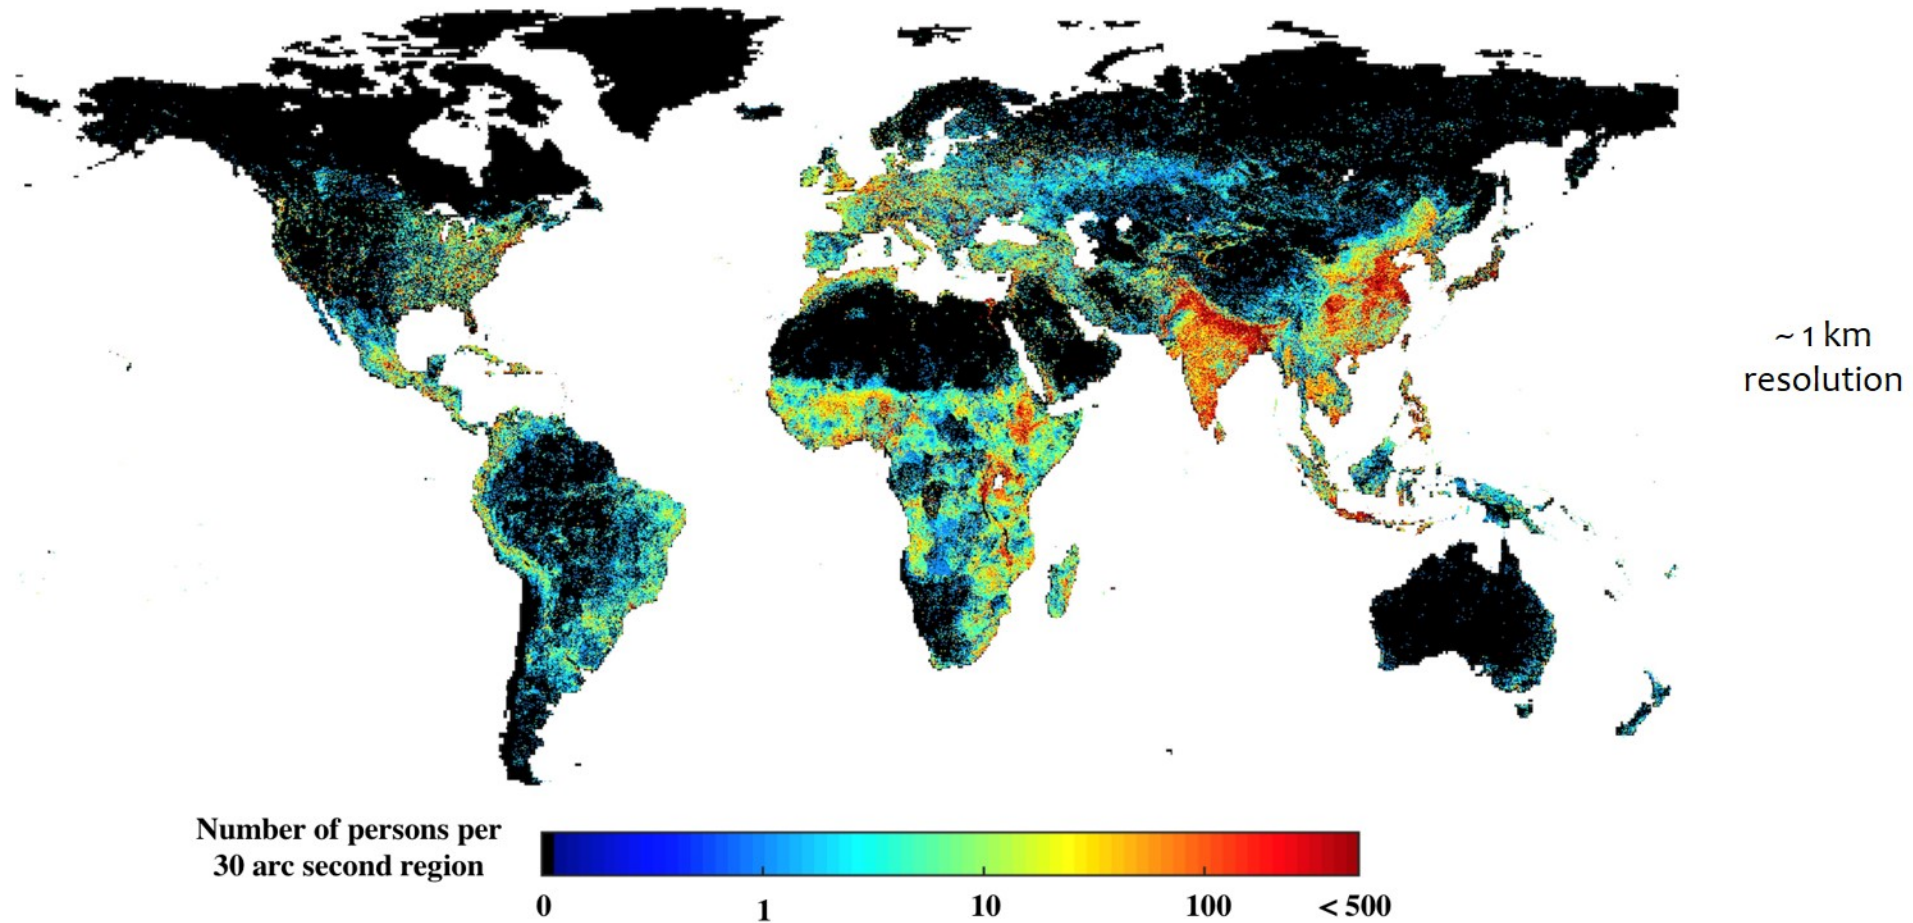 ~ 1 km
resolution
Number of persons per
30 arc second region
0 1 10 100 < 500